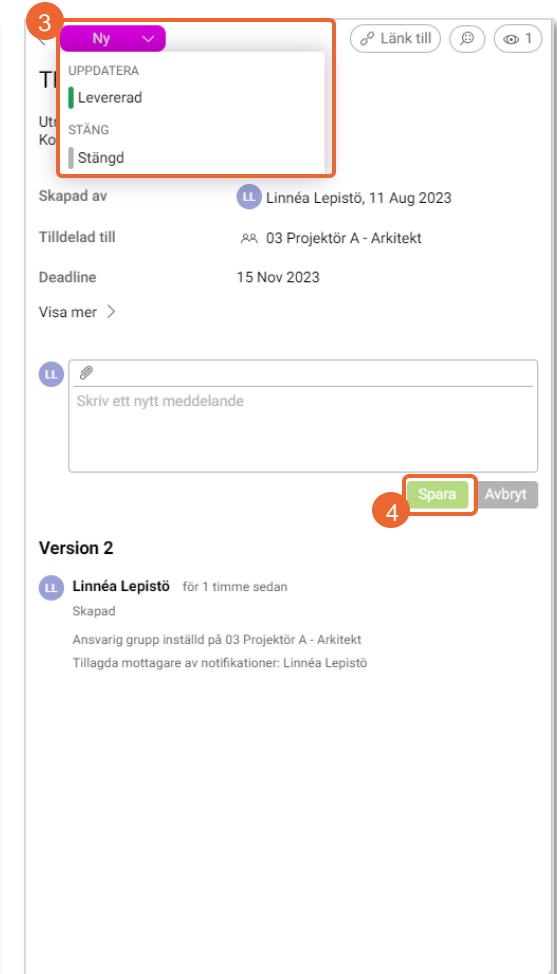 3
Ny
Länk till
1
UPPDATERA
Levererad
STÄNG
Stängd
Skapad av
LL Linnéa Lepistö, 11 Aug 2023
Tilldelad till
03 Projektör A - Arkitekt
Deadline
15 Nov 2023
Visa mer
LL
Skriv ett nytt meddelande
Spara
Avbryt
4
Version 2
LL Linnéa Lepistö för 1 timme sedan
Skapad
Ansvarig grupp inställd på 03 Projektör A - Arkitekt
Tillagda mottagare av notifikationer: Linnéa Lepistö